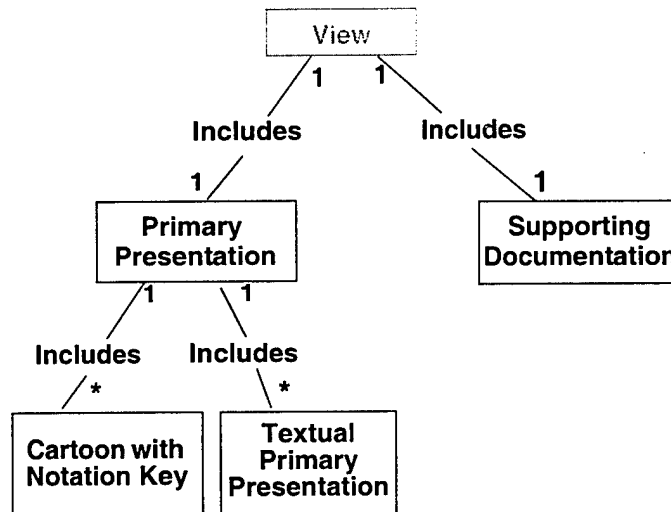 View
1 1
Includes
Includes
1
1
Primary
Presentation
Supporting
Documentation
1 1
Includes
Includes
*
*
Cartoon with
Notation Key
Textual
Primary
Presentation